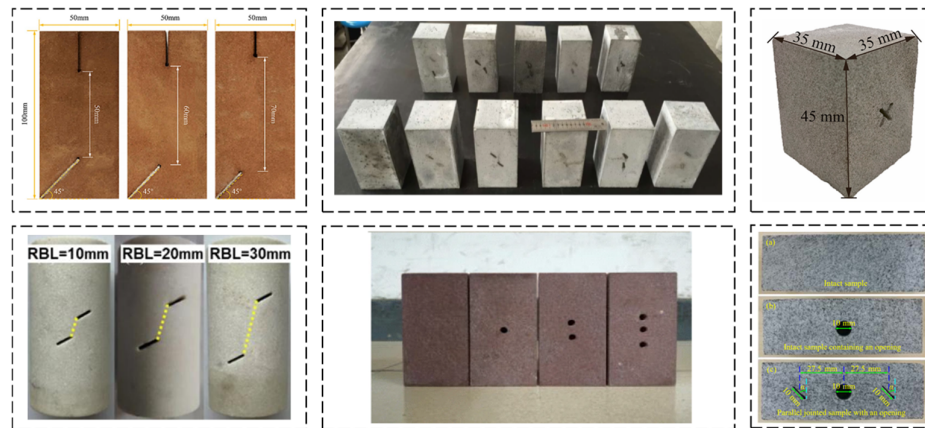 50mm
50mm
50mm
100mm
50mm
60mm
70mm
45°
45°
45°
35 mm
35 mm
45 mm
RBL=10mm
RBL=20mm
RBL=30mm
(a)
Intact sample
(b)
10 mm
Intact sample containing an opening
(c)
27.5 mm
27.5 mm
10 mm
10 mm
10 mm
Parallel jointed sample with an opening